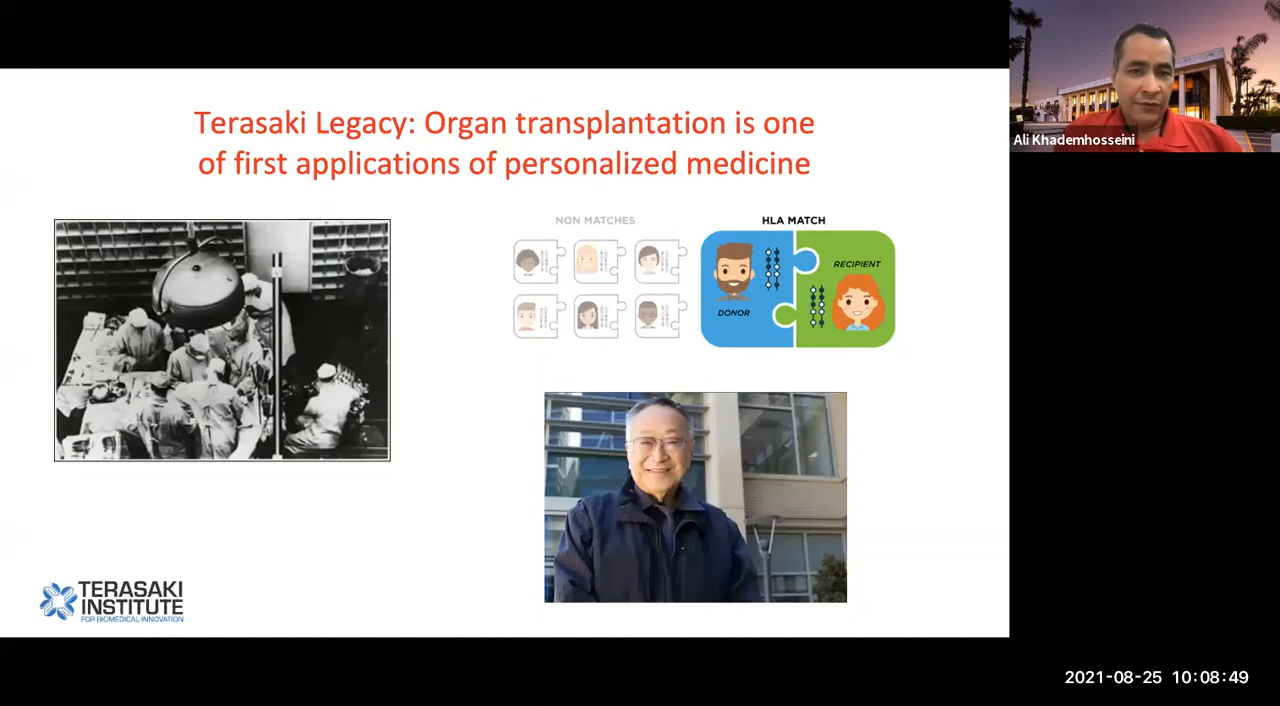 Terasaki Legacy: Organ transplantation is one
of first applications of personalized medicine
NON MATCHES
HLA MATCH
RECIPIENT
DONOR
TERASAKI
INSTITUTE
FOR BIOMEDICAL INNOVATION
Ali Khademhosseini
2021-08-25 10:08:49